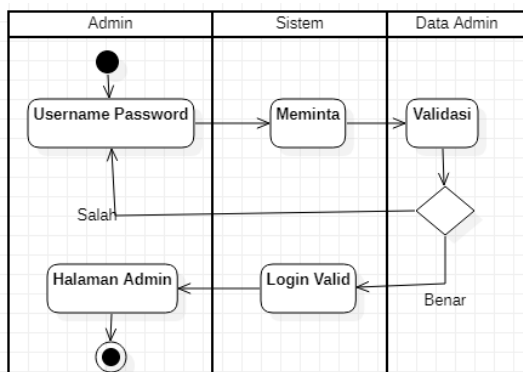 Admin
Sistem
Data Admin
Username Password
Meminta
Validasi
Salah
Halaman Admin
Login Valid
Benar